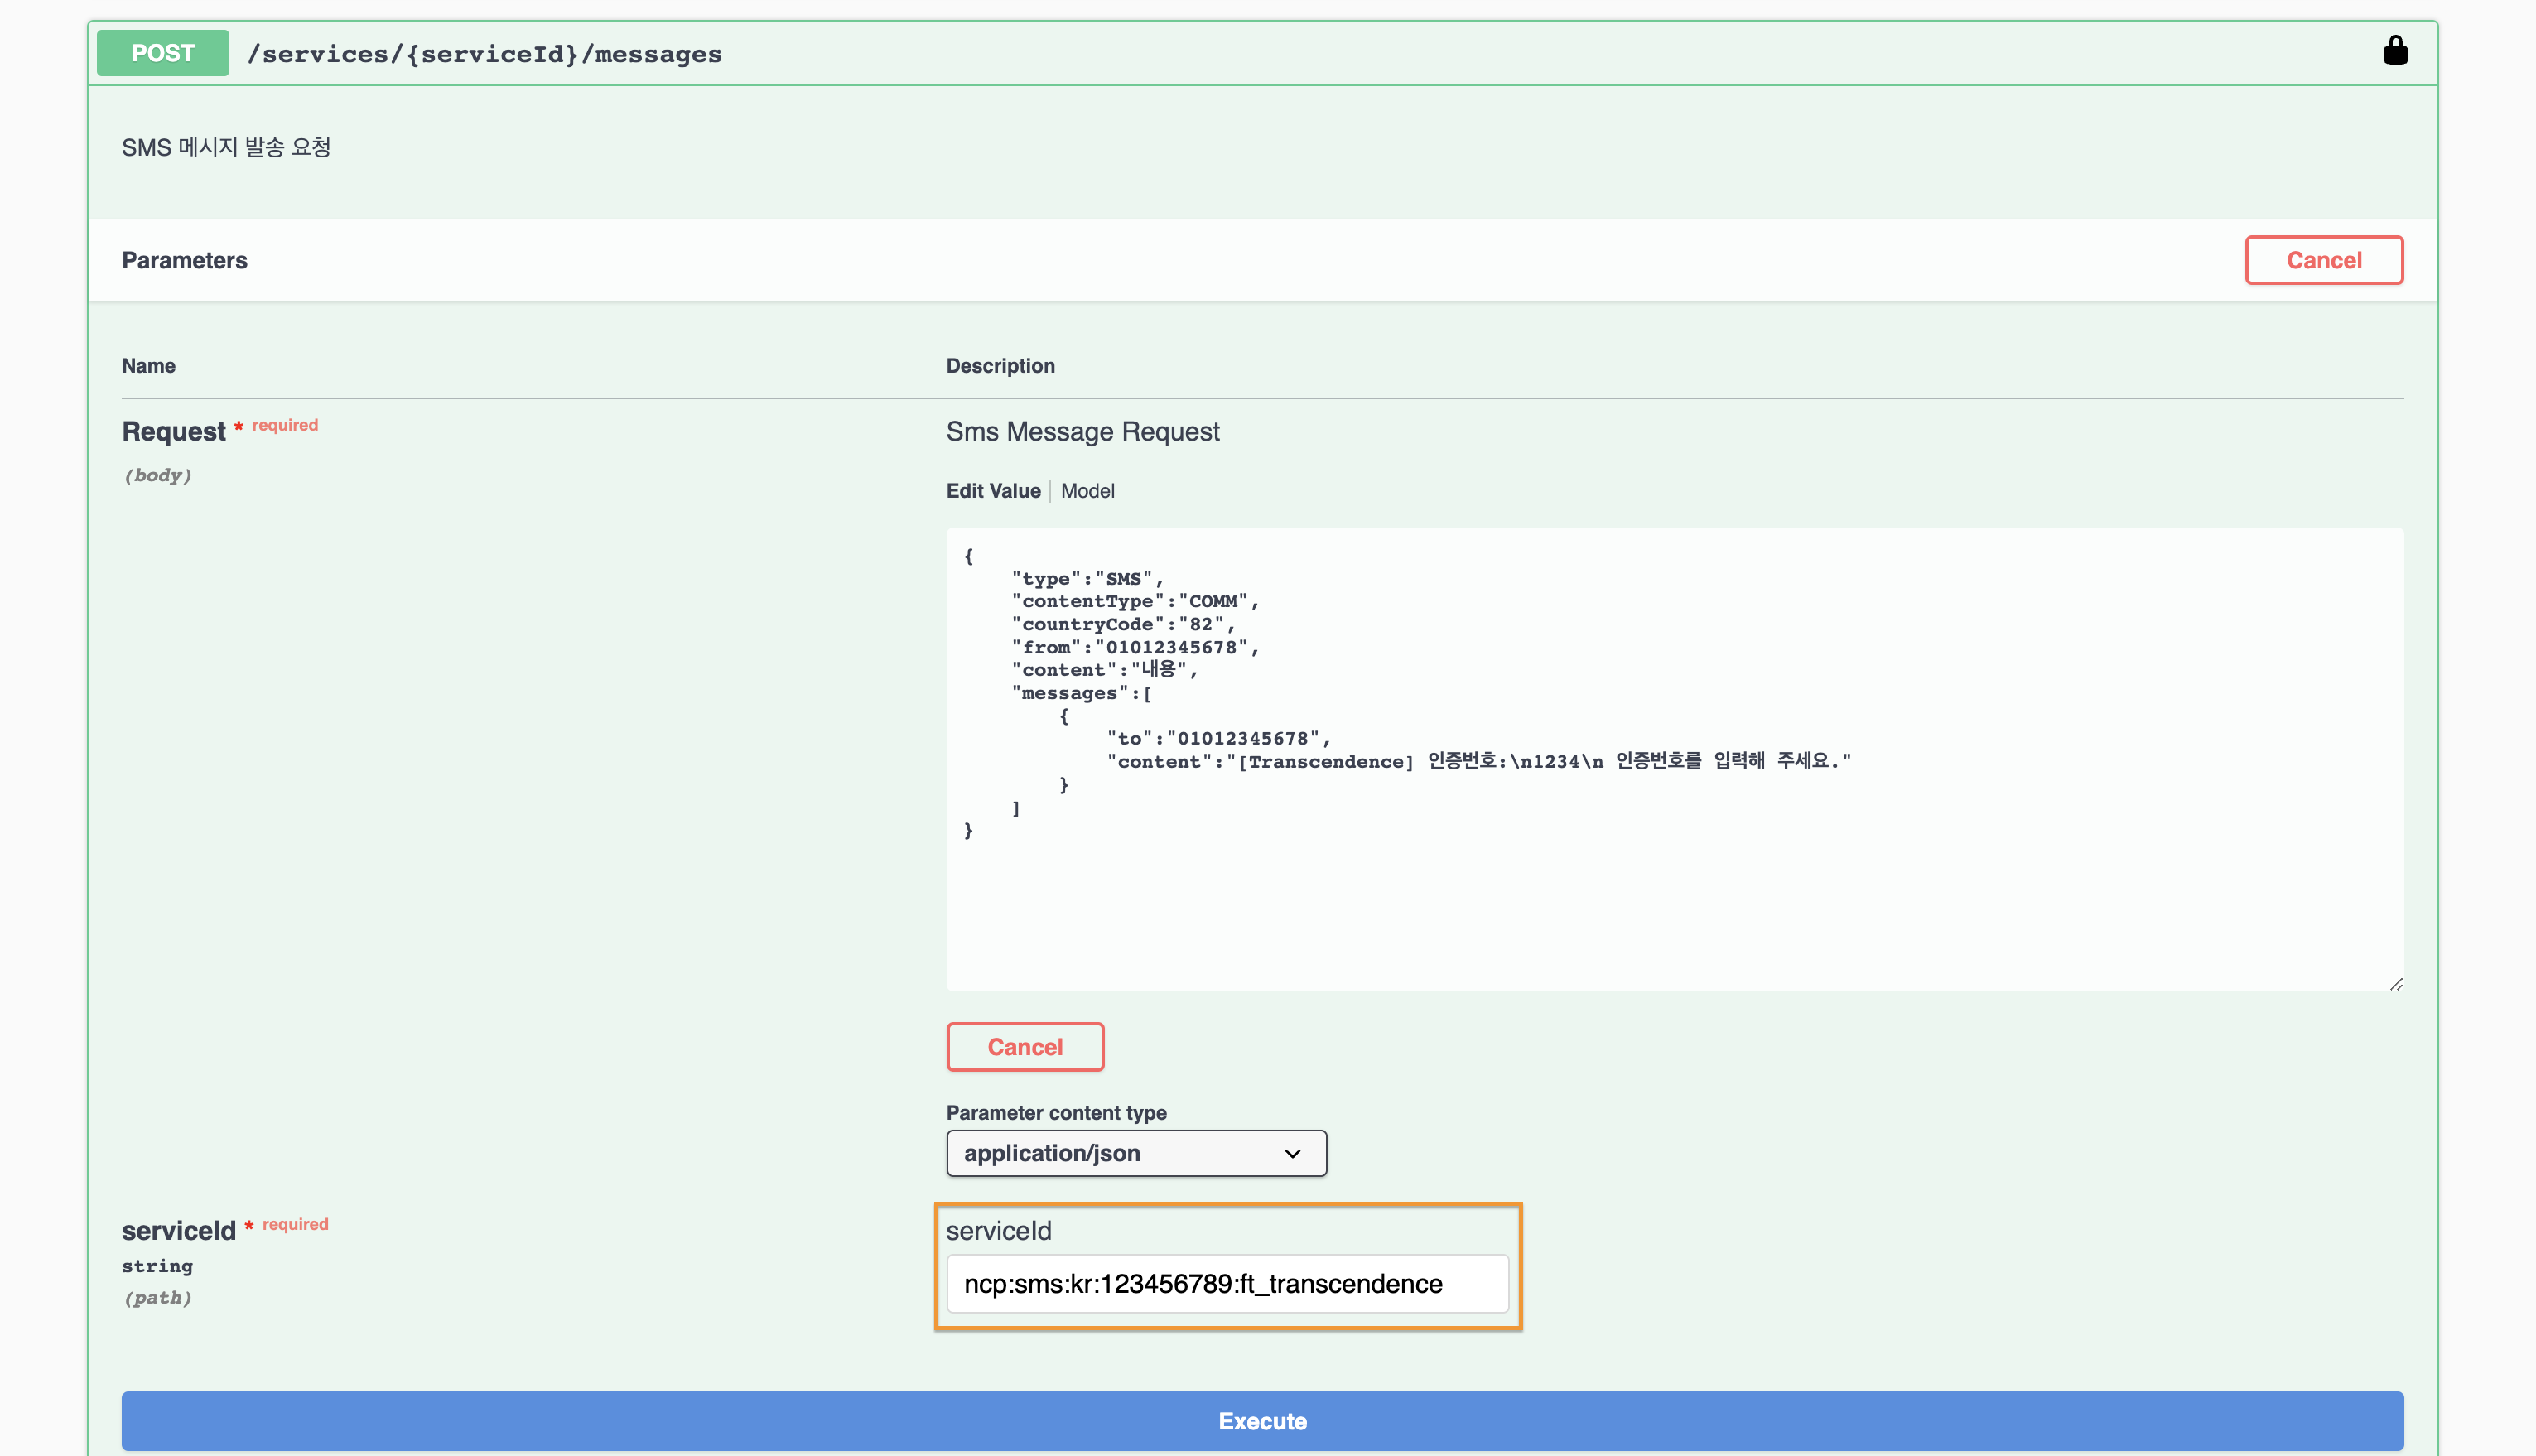 POST /services/{serviceId}/messages
SMS 메시지 발송 요청
Parameters
Cancel
Name Description
Request * required
(body)
Sms Message Request
Edit Value Model
{
    "type":"SMS",
    "contentType":"COMM",
    "countryCode":"82",
    "from":"01012345678",
    "content":"내용",
    "messages":[
        {
            "to":"01012345678",
            "content":"[Transcendence] 인증번호:\n1234\n 인증번호를 입력해 주세요."
        }
    ]
}
Cancel
Parameter content type
application/json
serviceId * required
string
(path)
serviceId
ncp:sms:kr:123456789:ft_transcendence
Execute